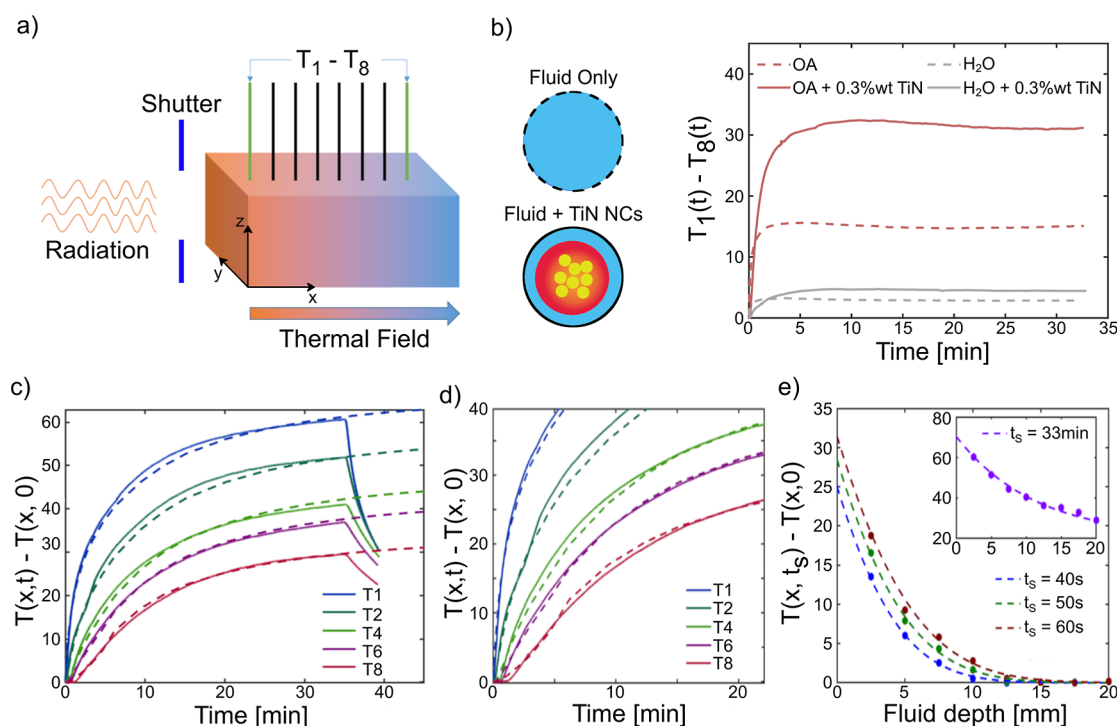 a)
T1 - T8
Shutter
Radiation
z
y
x
Thermal Field
b)
Fluid Only
Fluid + TiN NCs
OA
H2O
OA + 0.3%wt TiN
H2O + 0.3%wt TiN
T1(t) - T8(t)
40
30
20
10
0
0 5 10 15 20 25 30 35
Time [min]
c)
T(x,t) - T(x, 0)
60
50
40
30
20
10
0
T1
T2
T4
T6
T8
0 10 20 30 40
Time [min]
d)
T(x,t) - T(x, 0)
40
30
20
10
0
T1
T2
T4
T6
T8
0 10 20
Time [min]
e)
T(x, ts) - T(x,0)
35
30
25
20
15
10
5
0
80
60
40
20
tS = 33min
0 5 10 15 20
tS = 40s
tS = 50s
tS = 60s
0 5 10 15 20
Fluid depth [mm]